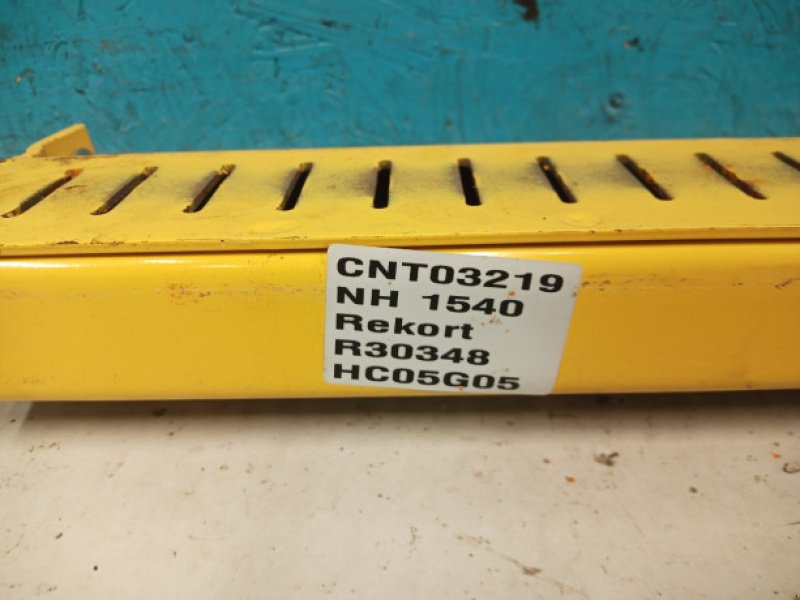 CNT03219
NH 1540
Rekort
R30348
HC05G05